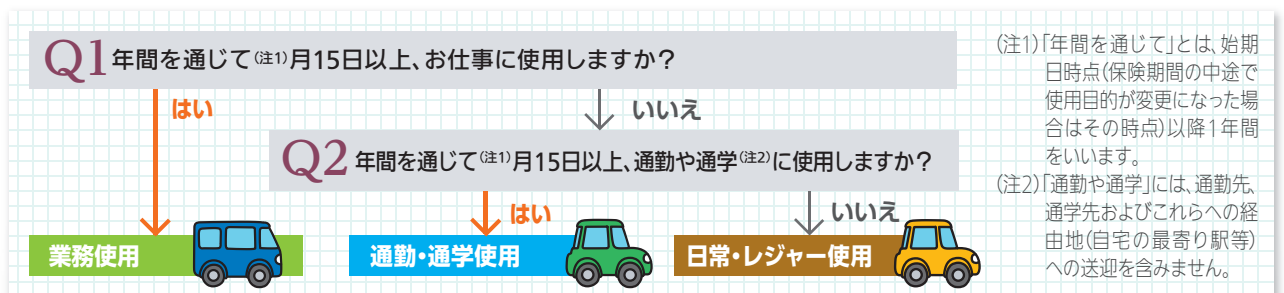 Q1 年間を通じて(注1)月15日以上、お仕事に使用しますか？
はい
いいえ
Q2 年間を通じて(注1)月15日以上、通勤や通学(注2)に使用しますか？
はい
いいえ
業務使用
通勤・通学使用
日常・レジャー使用
(注1)「年間を通じて」とは、始期
日時点(保険期間の中途で
使用目的が変更になった場
合はその時点)以降1年間
をいいます。
(注2)「通勤や通学」には、通勤先、
通学先およびこれらへの経
由地(自宅の最寄り駅等)
への送迎を含みません。